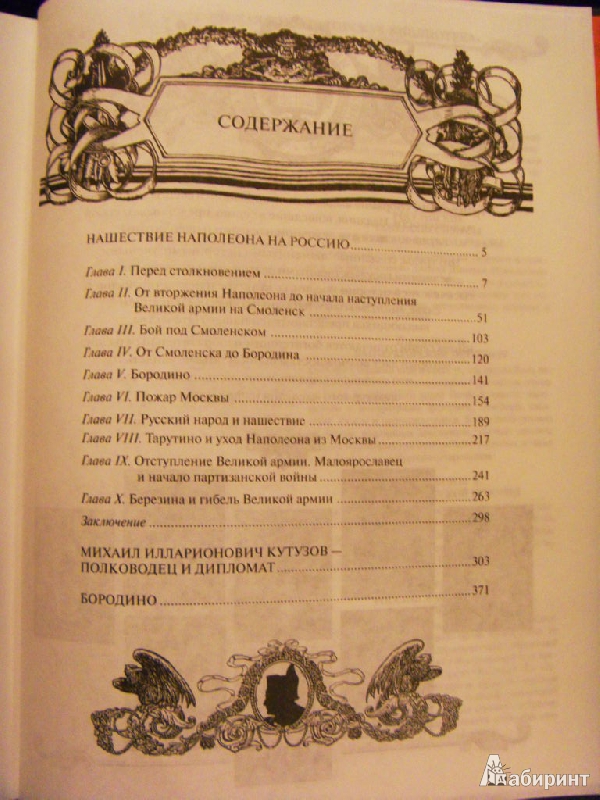 СОДЕРЖАНИЕ
НАШЕСТВИЕ НАПОЛЕОНА НА РОССИЮ 5
Глава I. Перед столкновением 7
Глава II. От вторжения Наполеона до начала наступления
Великой армии на Смоленск 51
Глава III. Бой под Смоленском 103
Глава IV. От Смоленска до Бородина 120
Глава V. Бородино 141
Глава VI. Пожар Москвы 154
Глава VII. Русский народ и нашествие 189
Глава VIII. Тарутино и уход Наполеона из Москвы 217
Глава IX. Отступление Великой армии. Малоярославец
и начало партизанской войны 241
Глава X. Березина и гибель Великой армии 263
Заключение 298
МИХАИЛ ИЛЛАРИОНОВИЧ КУТУЗОВ –
ПОЛКОВОДЕЦ И ДИПЛОМАТ 303
БОРОДИНО 371
Лабиринт